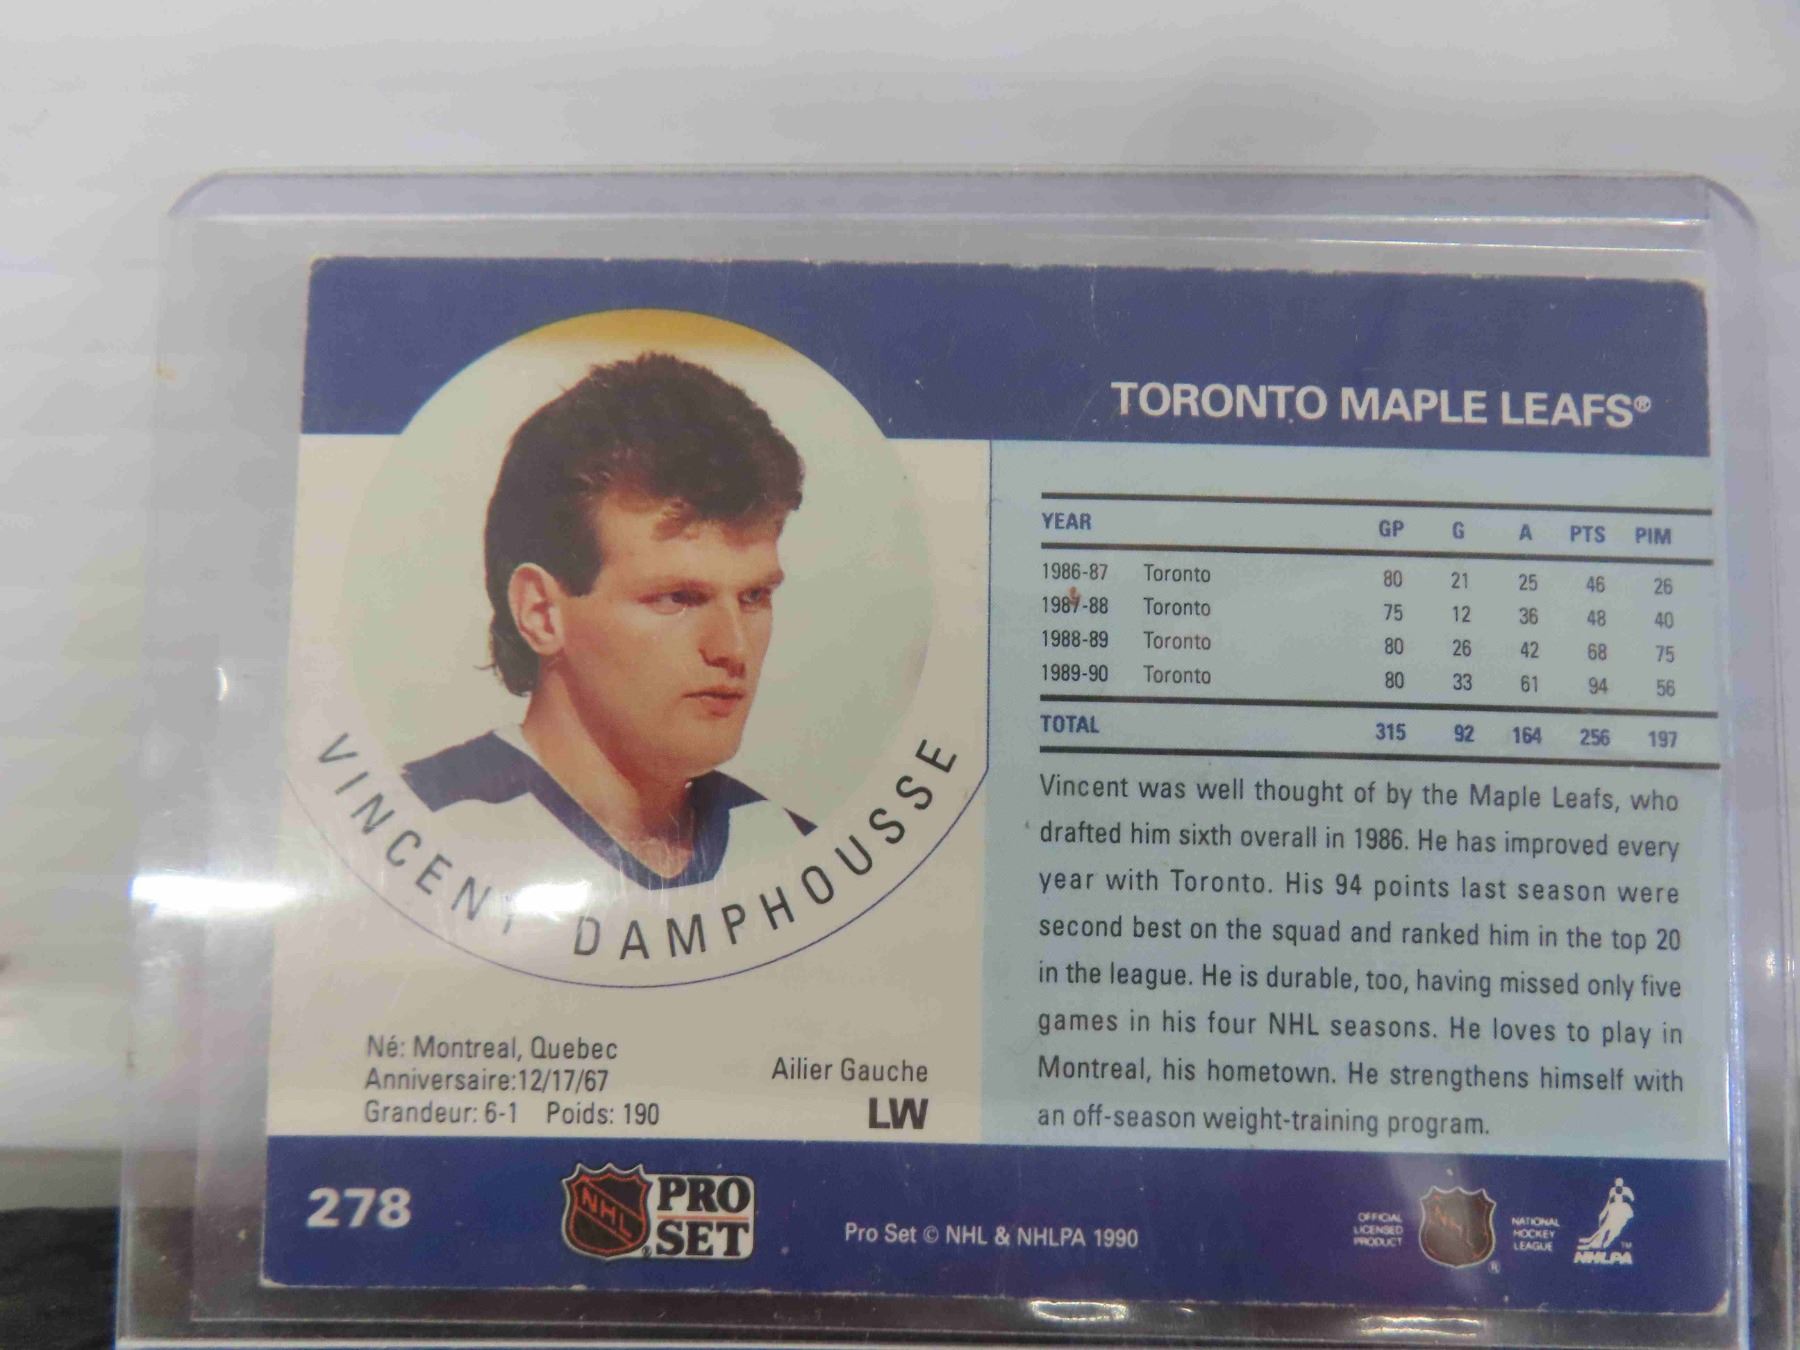 TORONTO MAPLE LEAFS®
YEAR GP G A PTS PIM
1986-87 Toronto 80 21 25 46 26
1987-88 Toronto 75 12 36 48 40
1988-89 Toronto 80 26 42 68 75
1989-90 Toronto 80 33 61 94 56
TOTAL 315 92 164 256 197
Vincent was well thought of by the Maple Leafs, who
drafted him sixth overall in 1986. He has improved every
year with Toronto. His 94 points last season were
second best on the squad and ranked him in the top 20
in the league. He is durable, too, having missed only five
games in his four NHL seasons. He loves to play in
Montreal, his hometown. He strengthens himself with
an off-season weight-training program.
VINCENT DAMPHOUSSE
Né: Montreal, Quebec
Anniversaire:12/17/67
Grandeur: 6-1 Poids: 190
Ailier Gauche
LW
278
NHL ®
PRO
SET
Pro Set © NHL & NHLPA 1990
OFFICIAL
LICENSED
PRODUCT
NHL ®
NATIONAL
HOCKEY
LEAGUE
NHLPA ™